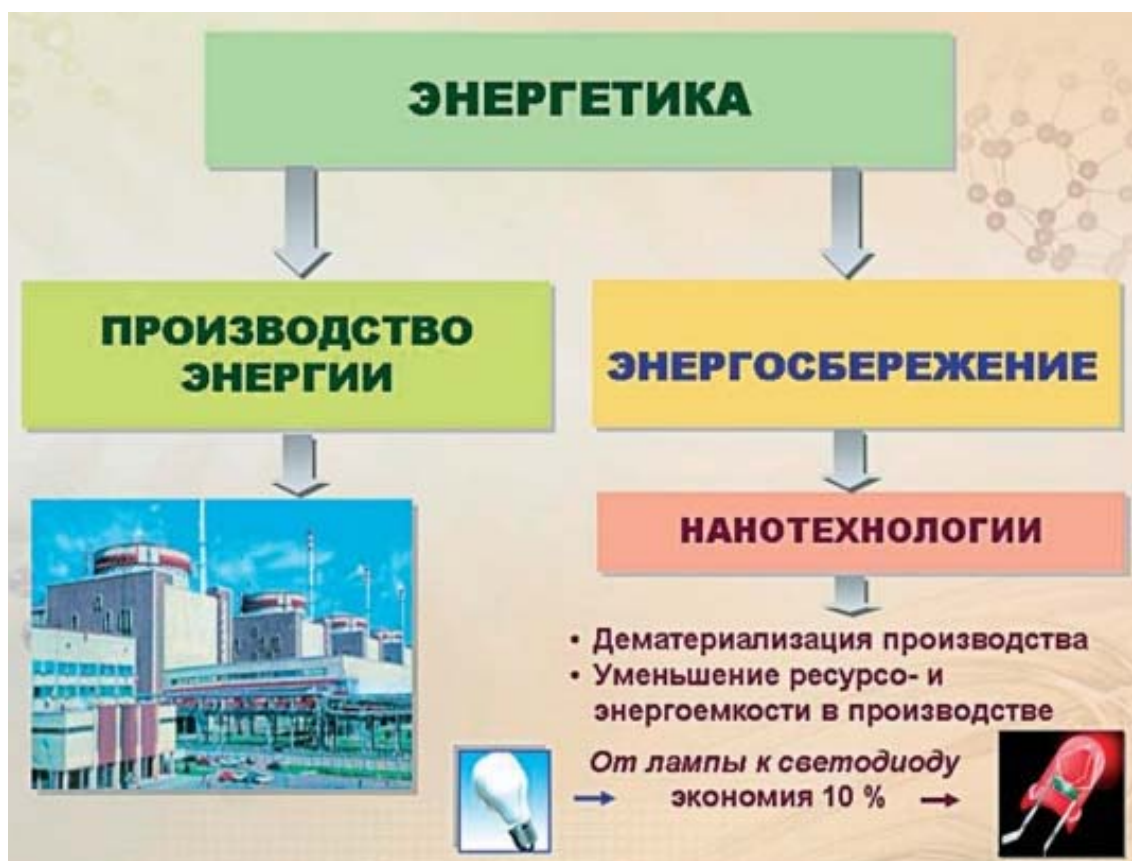 ЭНЕРГЕТИКА
ПРОИЗВОДСТВО
ЭНЕРГИИ
ЭНЕРГОСБЕРЕЖЕНИЕ
НАНОТЕХНОЛОГИИ
• Дематериализация производства
• Уменьшение ресурсо- и
энергоемкости в производстве
От лампы к светодиоду
экономия 10 %